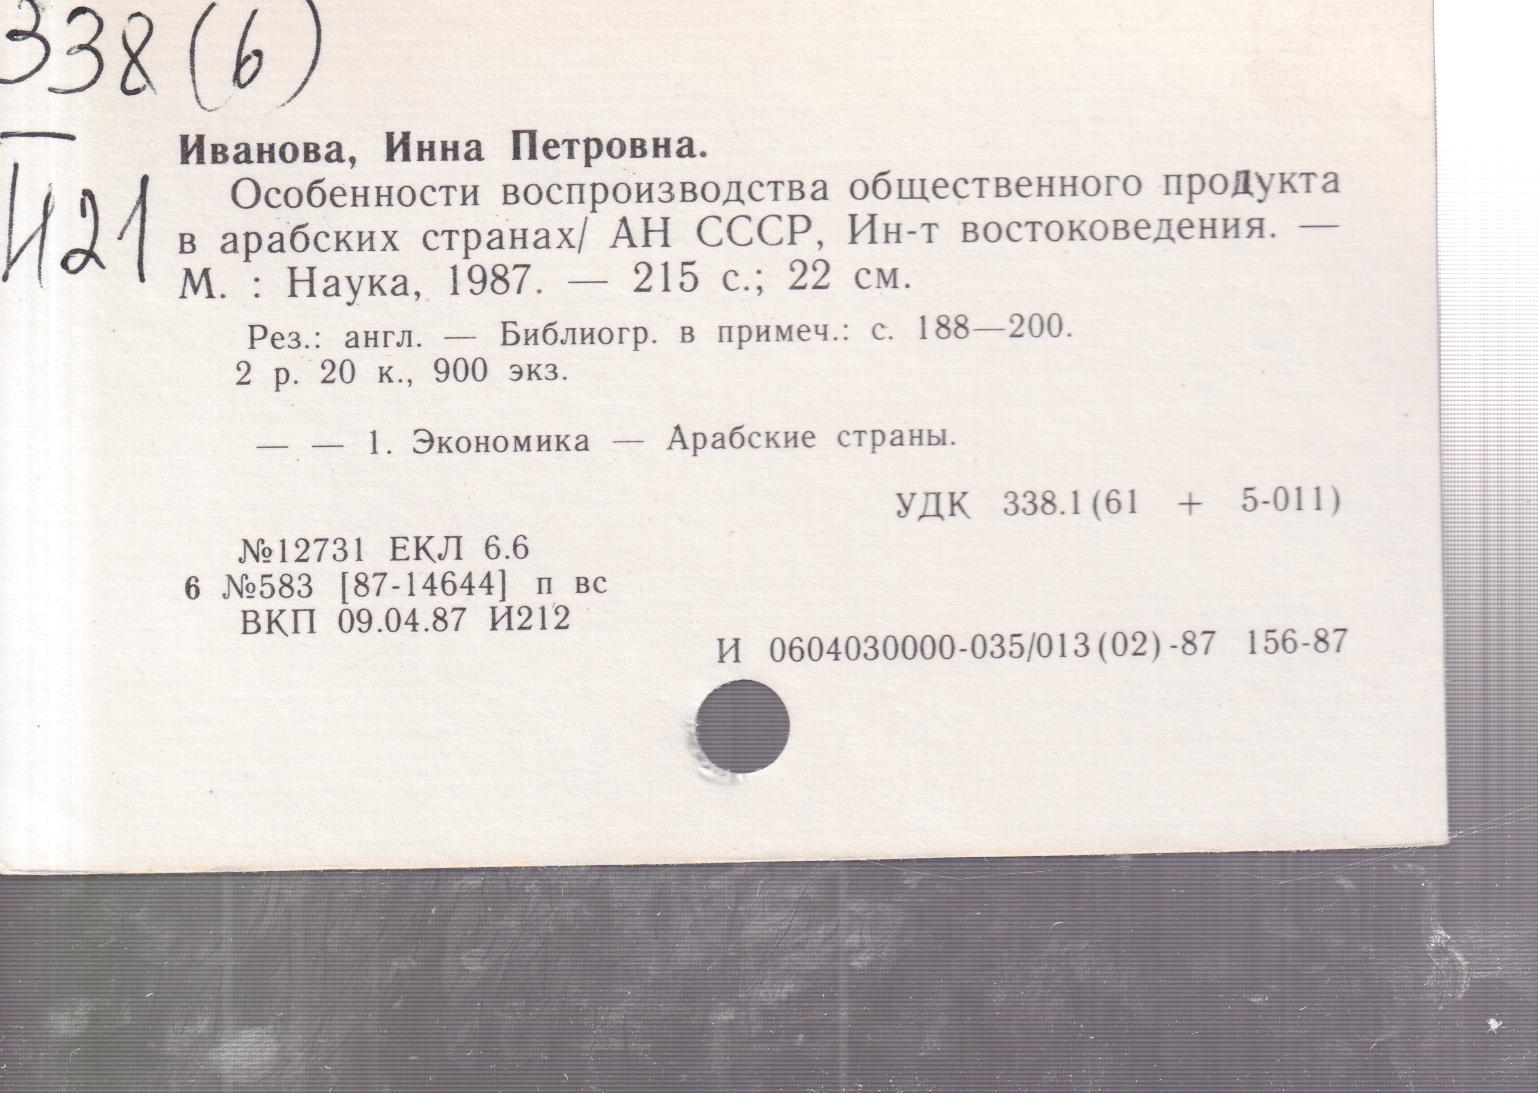 338(6)
И21
Иванова, Инна Петровна.
Особенности воспроизводства общественного продукта
в арабских странах/ АН СССР, Ин-т востоковедения. —
М. : Наука, 1987. — 215 с.; 22 см.
Рез.: англ. — Библиогр. в примеч.: с. 188—200.
2 р. 20 к., 900 экз.
— — 1. Экономика — Арабские страны.
УДК 338.1(61 + 5-011)
№12731 ЕКЛ 6.6
6 №583 [87-14644] п вс
ВКП 09.04.87 И212
И 0604030000-035/013(02)-87 156-87